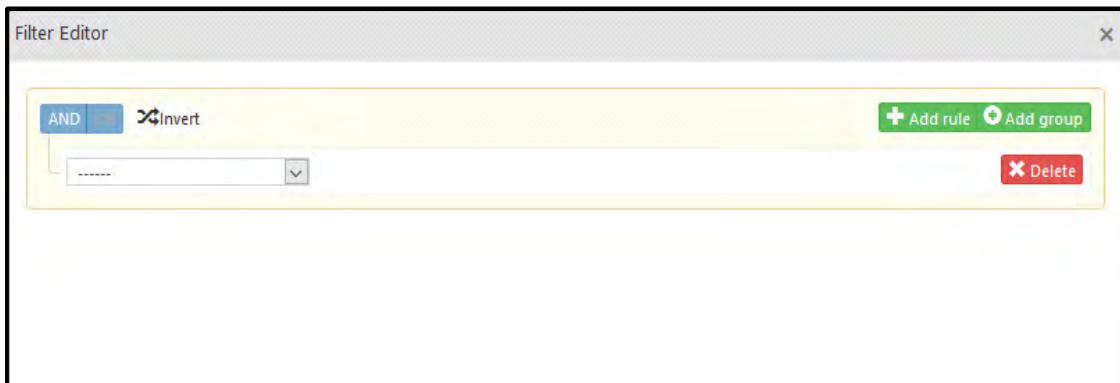 Filter Editor
AND Invert Add rule Add group
------ Delete